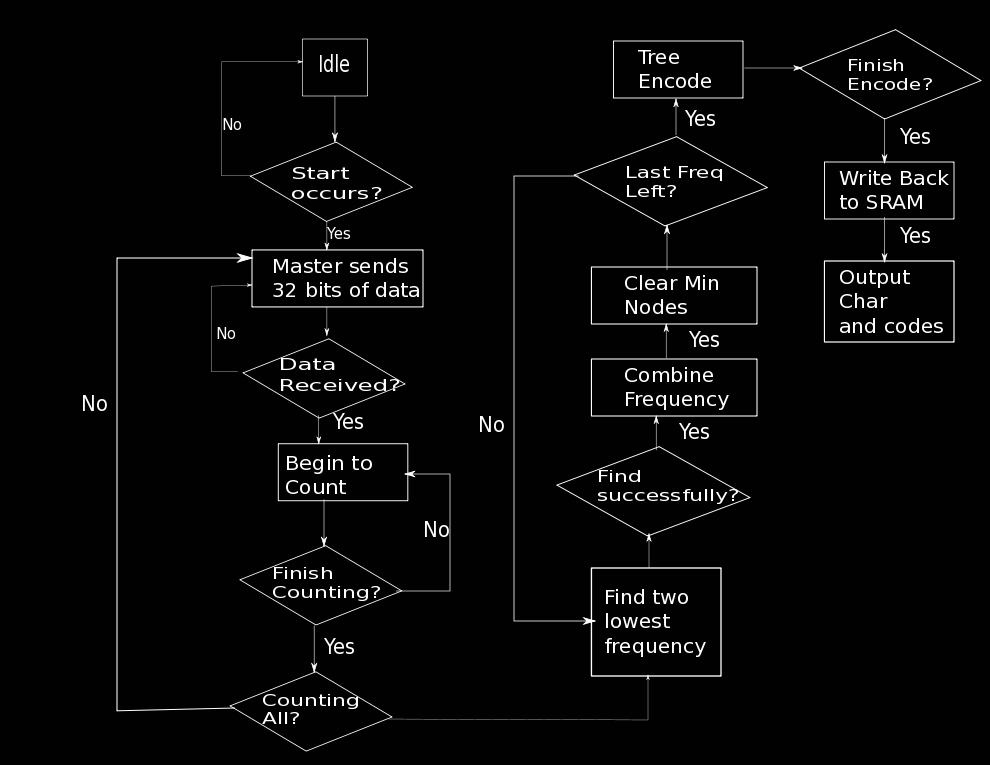 Idle
No
Start
occurs?
Yes
Master sends
32 bits of data
No
Data
Received?
Yes
No
Begin to
Count
No
Finish
Counting?
Yes
Counting
All?
Tree
Encode
Yes
Last Freq
Left?
Clear Min
Nodes
Yes
Combine
Frequency
No
Yes
Find
successfully?
Find two
lowest
frequency
Finish
Encode?
Yes
Write Back
to SRAM
Yes
Output
Char
and codes